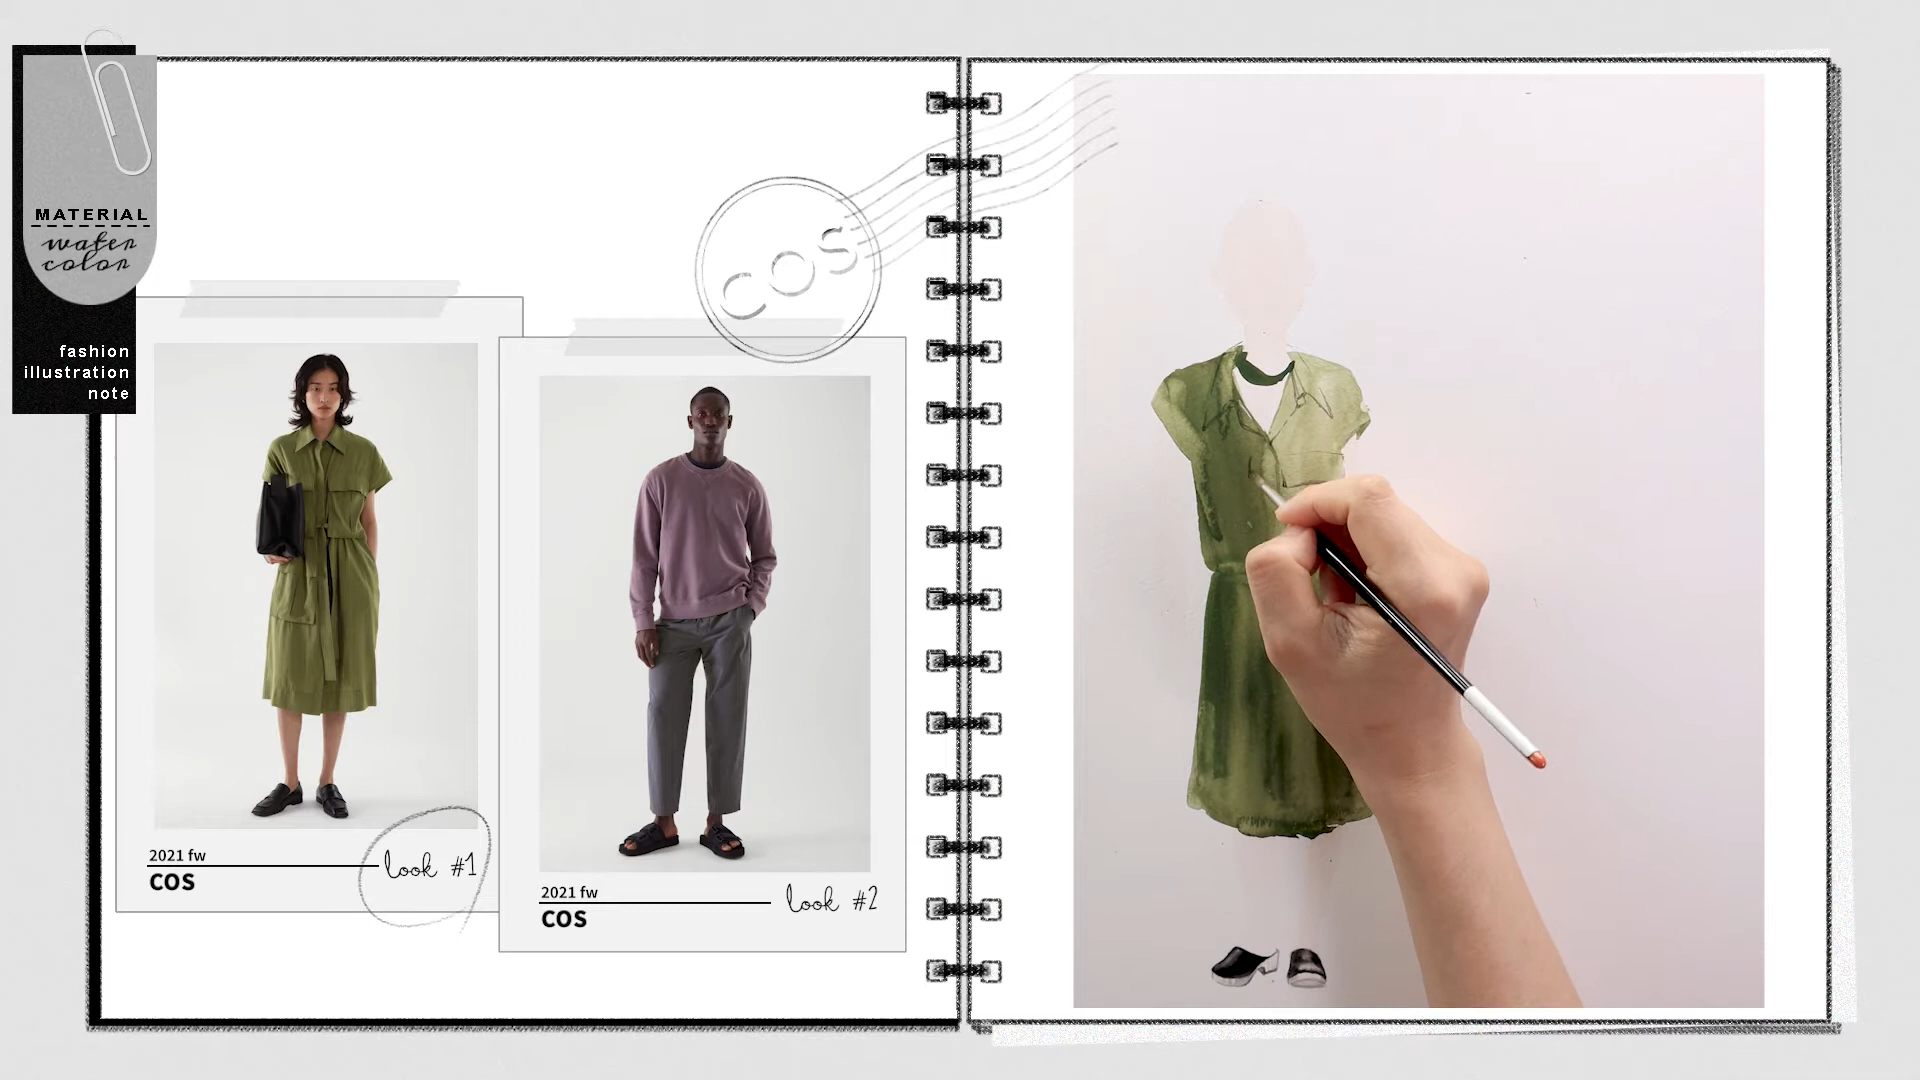 MATERIAL
water
color
fashion
illustration
note
COS
2021 fw
COS
look #1
2021 fw
COS
look #2